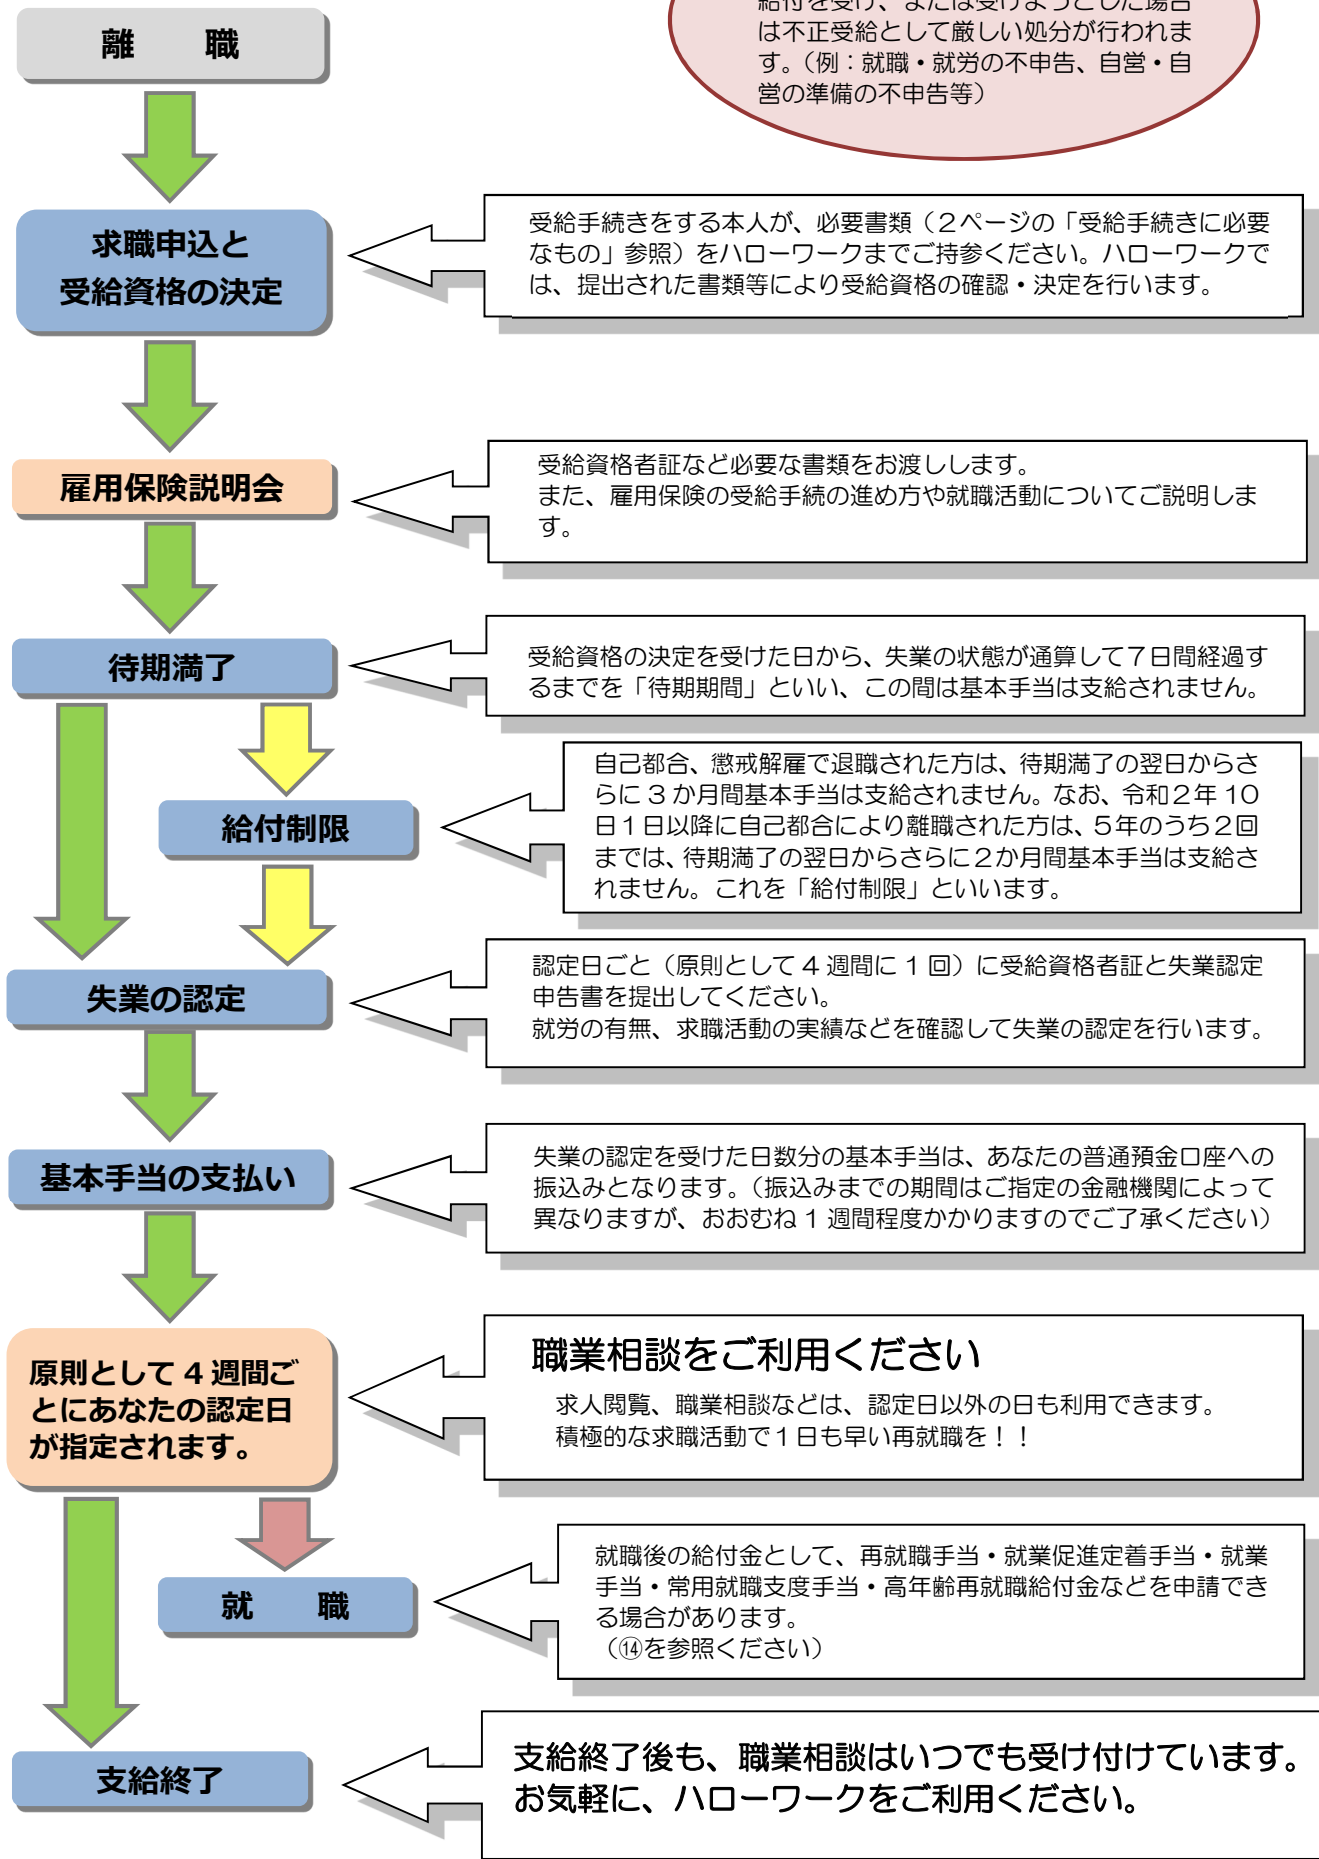 給付を受け、または受けようとした場合
は不正受給として厳しい処分が行われま
す。（例：就職・就労の不申告、自営・自
営の準備の不申告等）
離　職
求職申込と
受給資格の決定
受給手続きをする本人が、必要書類（２ページの「受給手続きに必要
なもの」参照）をハローワークまでご持参ください。ハローワークで
は、提出された書類等により受給資格の確認・決定を行います。
雇用保険説明会
受給資格者証など必要な書類をお渡しします。
また、雇用保険の受給手続の進め方や就職活動についてご説明しま
す。
待期満了
受給資格の決定を受けた日から、失業の状態が通算して７日間経過す
るまでを「待期期間」といい、この間は基本手当は支給されません。
給付制限
自己都合、懲戒解雇で退職された方は、待期満了の翌日からさ
らに 3 か月間基本手当は支給されません。なお、令和２年 10
日１日以降に自己都合により離職された方は、５年のうち２回
までは、待期満了の翌日からさらに２か月間基本手当は支給さ
れません。これを「給付制限」といいます。
失業の認定
認定日ごと（原則として 4 週間に 1 回）に受給資格者証と失業認定
申告書を提出してください。
就労の有無、求職活動の実績などを確認して失業の認定を行います。
基本手当の支払い
失業の認定を受けた日数分の基本手当は、あなたの普通預金口座への
振込みとなります。（振込みまでの期間はご指定の金融機関によって
異なりますが、おおむね 1 週間程度かかりますのでご了承ください）
原則として 4 週間ご
とにあなたの認定日
が指定されます。
職業相談をご利用ください
求人閲覧、職業相談などは、認定日以外の日も利用できます。
積極的な求職活動で１日も早い再就職を！！
就　職
就職後の給付金として、再就職手当・就業促進定着手当・就業
手当・常用就職支度手当・高年齢再就職給付金などを申請でき
る場合があります。
（⑭を参照ください）
支給終了
支給終了後も、職業相談はいつでも受け付けています。
お気軽に、ハローワークをご利用ください。